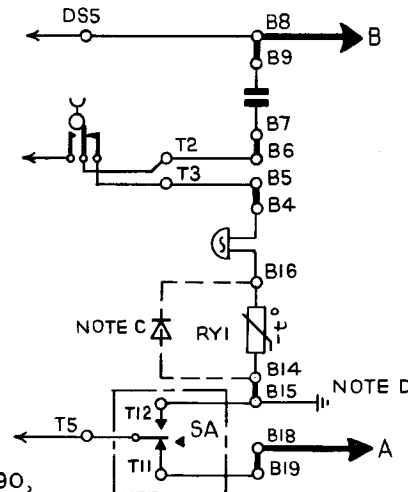 DS5
B8
B
B9
B7
T2
B6
T3
B5
B4
S
B16
NOTE C
RY1
-t°
B14
B15
NOTE D
T12
SA
T5
B18
A
T11
B19
90,